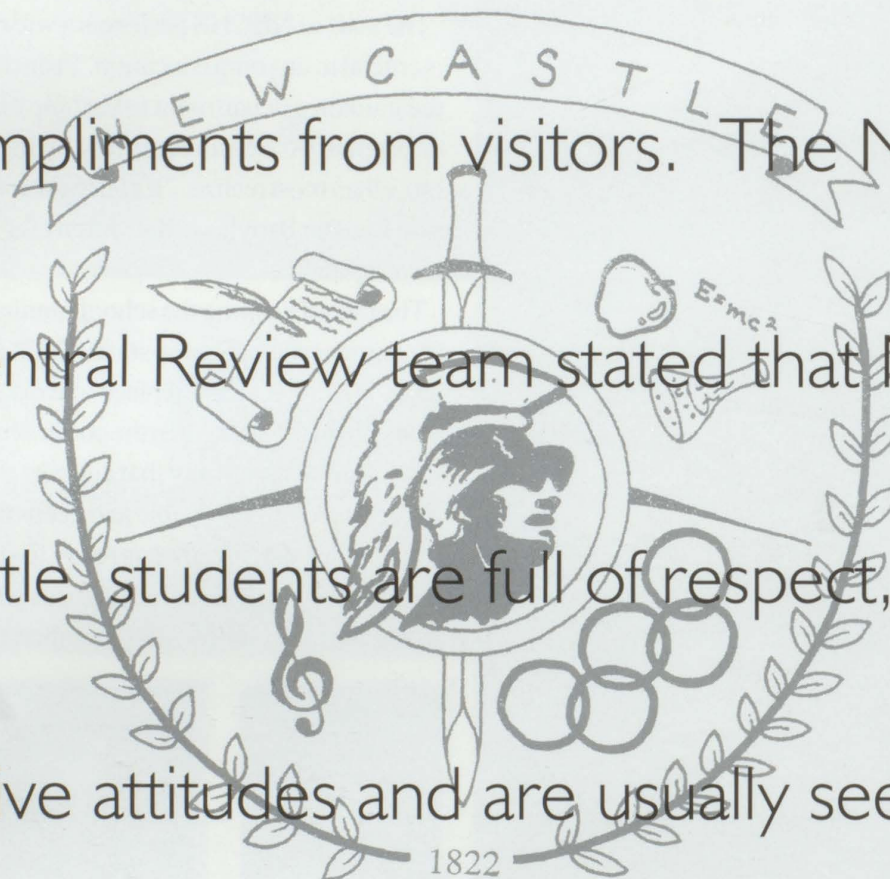 NEW CASTLE
mpliments from visitors. The N
E=mc²
ntral Review team stated that
tle students are full of respect,
ve attitudes and are usually see
1822